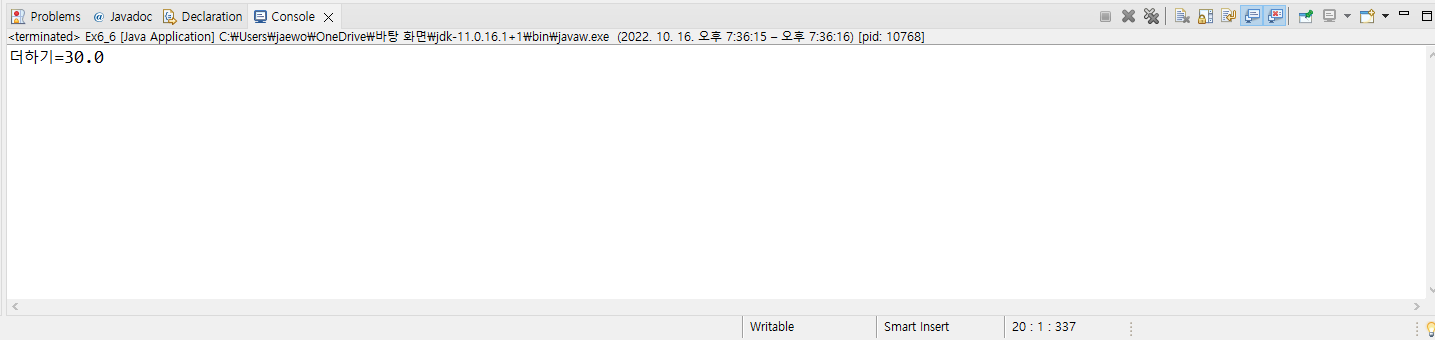 Problems @ Javadoc Declaration Console
<terminated> Ex6_6 [Java Application] C:₩Users₩jaewo₩OneDrive₩바탕 화면₩jdk-11.0.16.1+1₩bin₩javaw.exe (2022. 10. 16. 오후 7:36:15 – 오후 7:36:16) [pid: 10768]
더하기=30.0
Writable Smart Insert 20 : 1 : 337